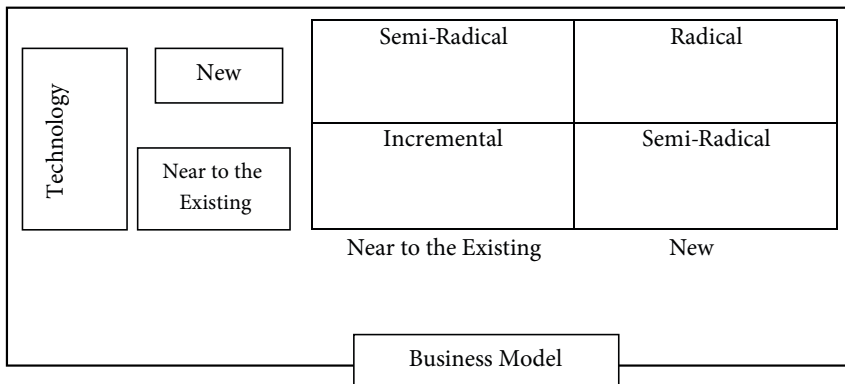 Semi-Radical
Radical
Technology
New
Incremental
Semi-Radical
Near to the
Existing
Near to the Existing
New
Business Model